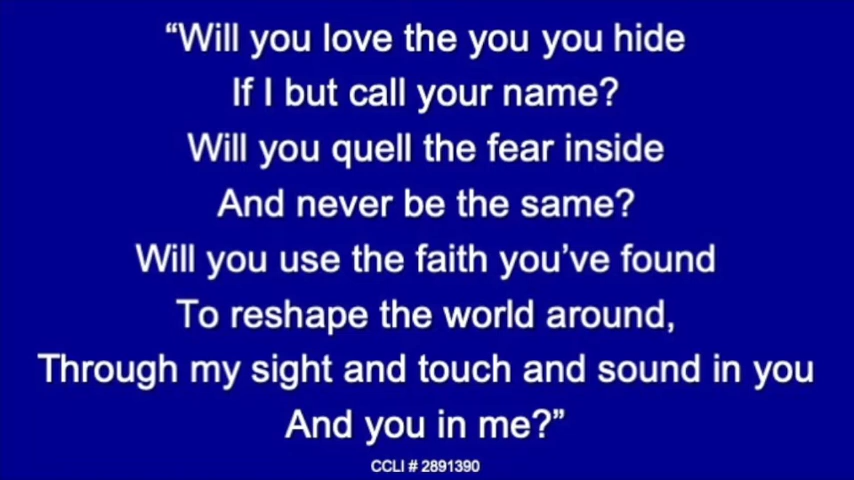 “Will you love the you you hide
If I but call your name?
Will you quell the fear inside
And never be the same?
Will you use the faith you’ve found
To reshape the world around,
Through my sight and touch and sound in you
And you in me?”
CCLI # 2891390